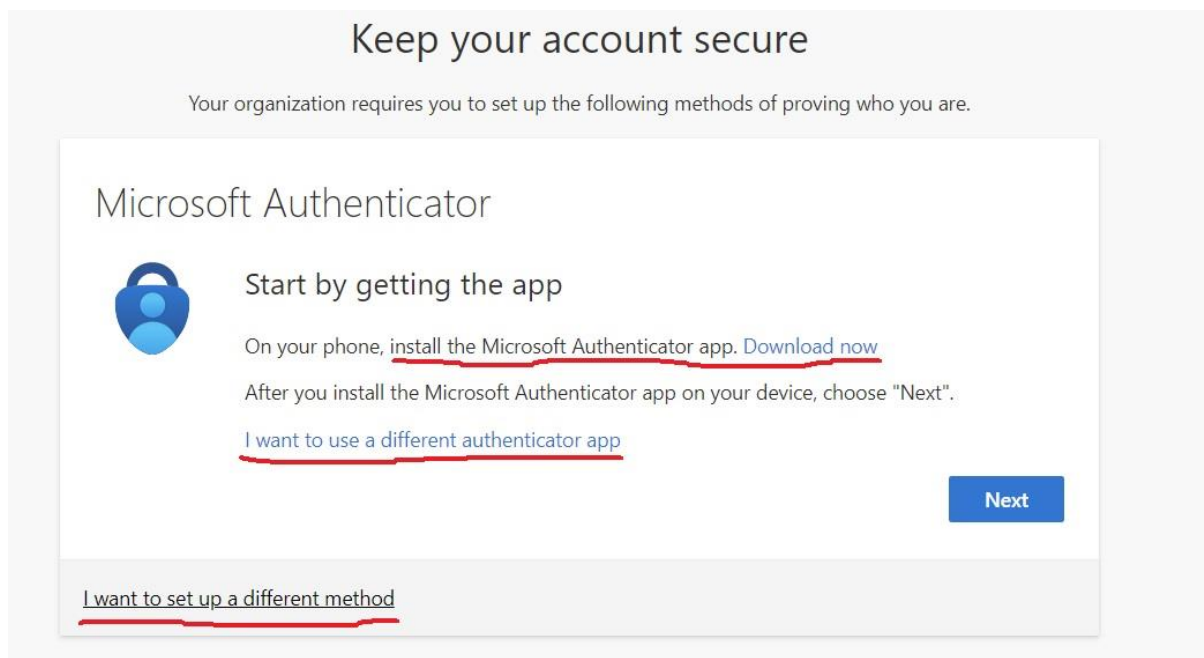 Keep your account secure
Your organization requires you to set up the following methods of proving who you are.
Microsoft Authenticator
Start by getting the app
On your phone, install the Microsoft Authenticator app. Download now
After you install the Microsoft Authenticator app on your device, choose "Next".
I want to use a different authenticator app
Next
I want to set up a different method